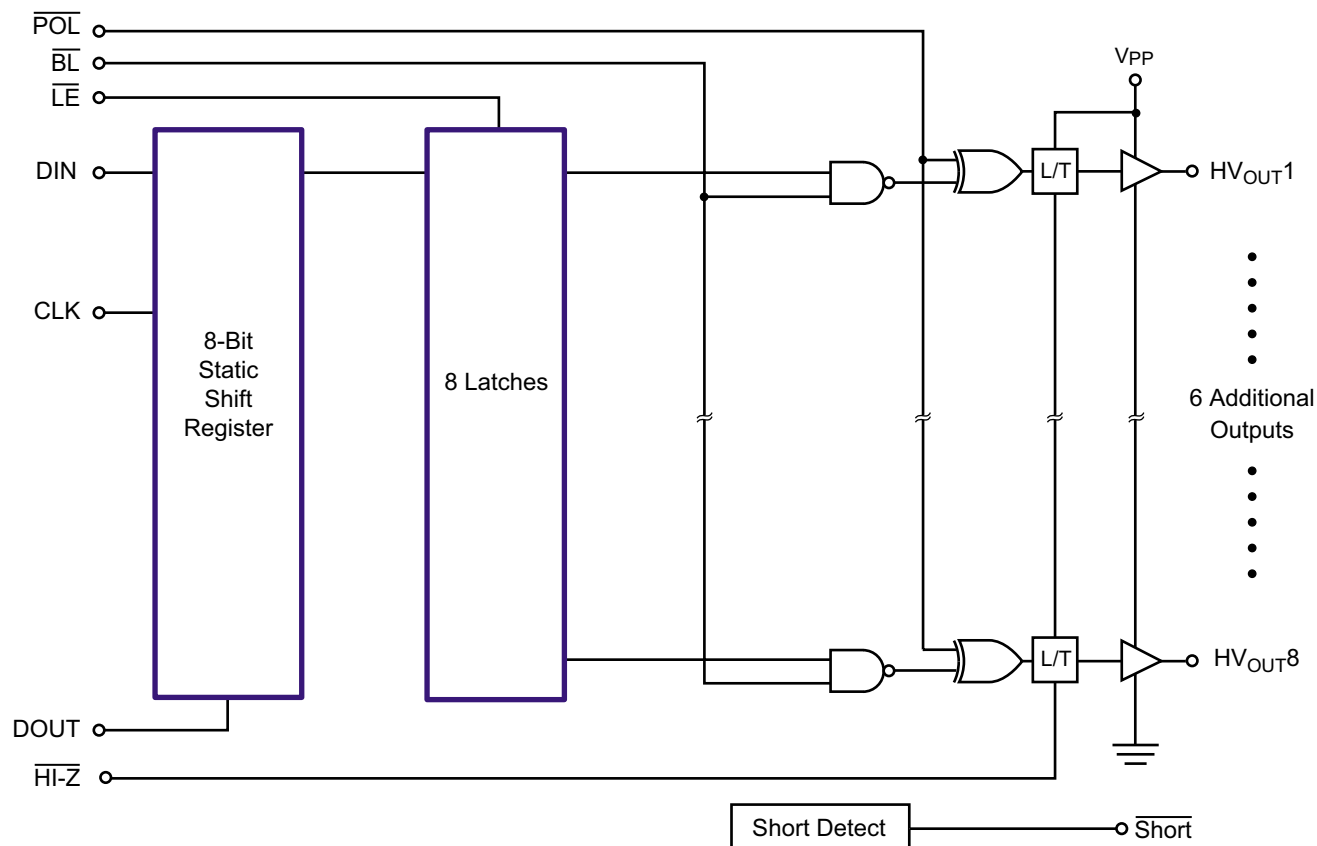 POL
BL
LE
VPP
DIN
L/T
HVOUT1
CLK
8-Bit
Static
Shift
Register
8 Latches
6 Additional
Outputs
L/T
HVOUT8
DOUT
HI-Z
Short Detect
Short